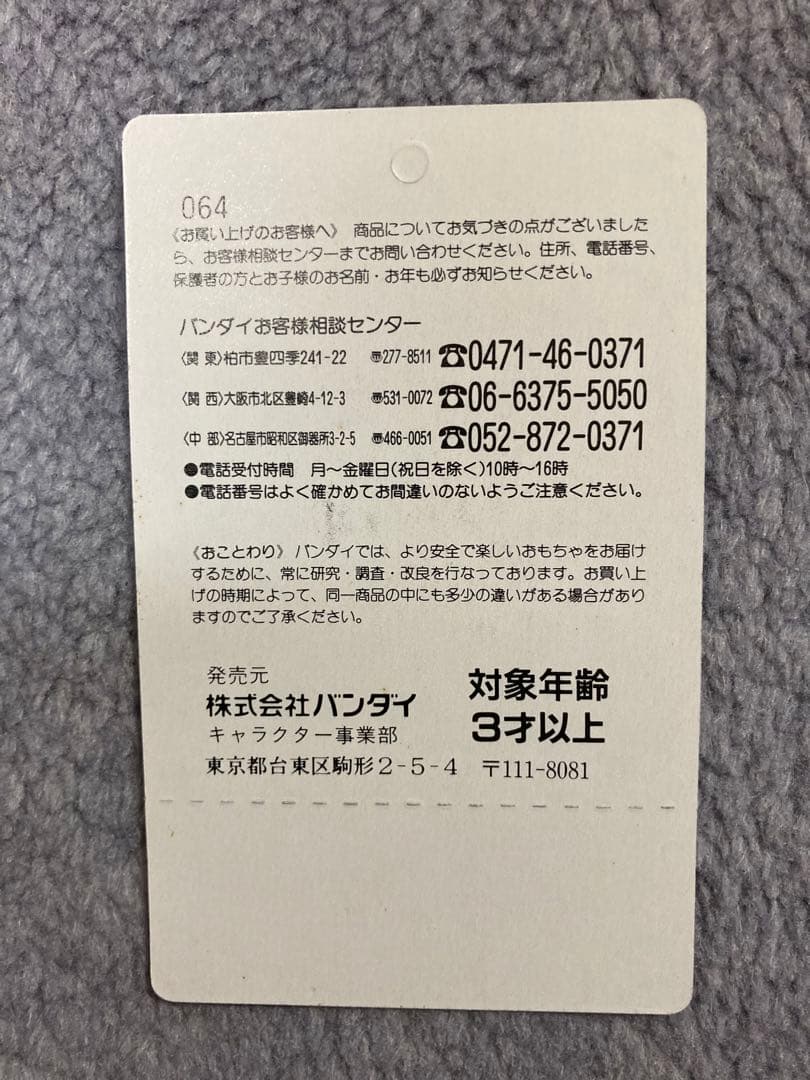 064
《お買い上げのお客様へ》 商品についてお気づきの点がございました
ら、お客様相談センターまでお問い合わせください。住所、電話番号、
保護者の方とお子様のお名前・お年も必ずお知らせください。
バンダイお客様相談センター
〈関 東〉柏市豊四季241-22 〠277-8511 ☎0471-46-0371
〈関 西〉大阪市北区豊崎4-12-3 〠531-0072 ☎06-6375-5050
〈中 部〉名古屋市昭和区御器所3-2-5 〠466-0051 ☎052-872-0371
●電話受付時間 月〜金曜日(祝日を除く)10時〜16時
●電話番号はよく確かめてお間違いのないようご注意ください。
《おことわり》 バンダイでは、より安全で楽しいおもちゃをお届け
するために、常に研究・調査・改良を行なっております。お買い上
げの時期によって、同一商品の中にも多少の違いがある場合があり
ますのでご了承ください。
発売元
株式会社バンダイ
キャラクター事業部
東京都台東区駒形2-5-4 〒111-8081
対象年齢
3才以上